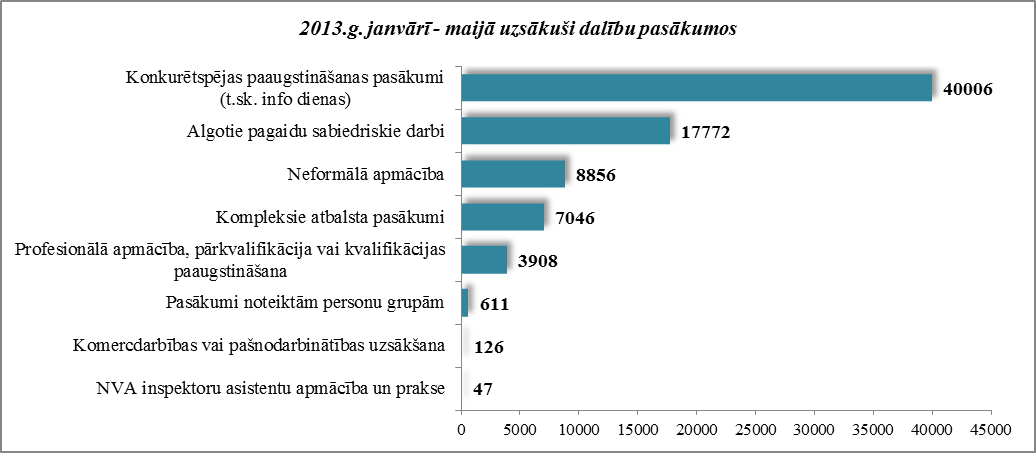 2013.g. janvārī - maijā uzsākuši dalību pasākumos
Konkurētspējas paaugstināšanas pasākumi
(t.sk. info dienas)
40006
Algotie pagaidu sabiedriskie darbi
17772
Neformālā apmācība
8856
Kompleksie atbalsta pasākumi
7046
Profesionālā apmācība, pārkvalifikācija vai kvalifikācijas
paaugstināšana
3908
Pasākumi noteiktām personu grupām
611
Komercdarbības vai pašnodarbinātības uzsākšana
126
NVA inspektoru asistentu apmācība un prakse
47
0 5000 10000 15000 20000 25000 30000 35000 40000 45000